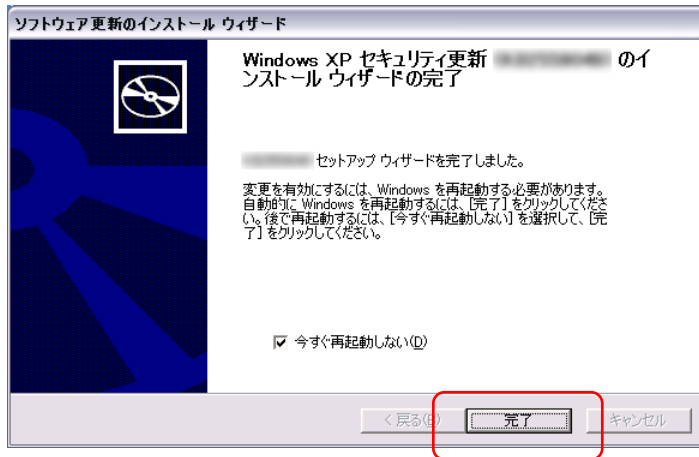 ソフトウェア更新のインストール ウィザード
Windows XP セキュリティ更新 のイ
ンストール ウィザードの完了
セットアップ ウィザードを完了しました。
変更を有効にするには、Windows を再起動する必要があります。
自動的に Windows を再起動するには、[完了] をクリックしてくださ
い。後で再起動するには、[今すぐ再起動しない] を選択して、[完
了] をクリックしてください。
今すぐ再起動しない(D)
< 戻る(B) 完了 キャンセル